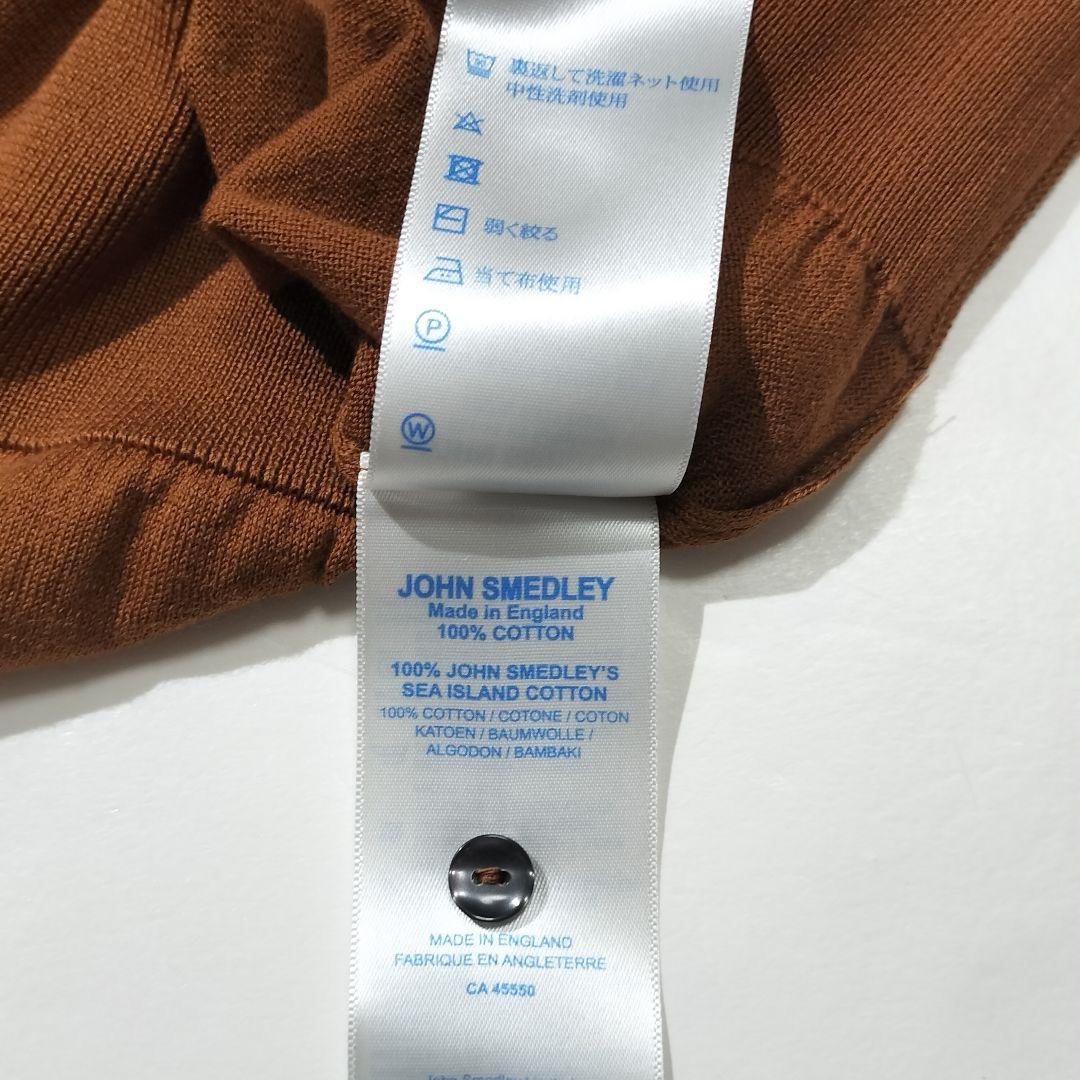 裏返して洗濯ネット使用
中性洗剤使用
弱く絞る
当て布使用
P
W
JOHN SMEDLEY
Made in England
100% COTTON
100% JOHN SMEDLEY'S
SEA ISLAND COTTON
100% COTTON / COTONE / COTON
KATOEN / BAUMWOLLE /
ALGODON / BAMBAKI
MADE IN ENGLAND
FABRIQUE EN ANGLETERRE
CA 45550